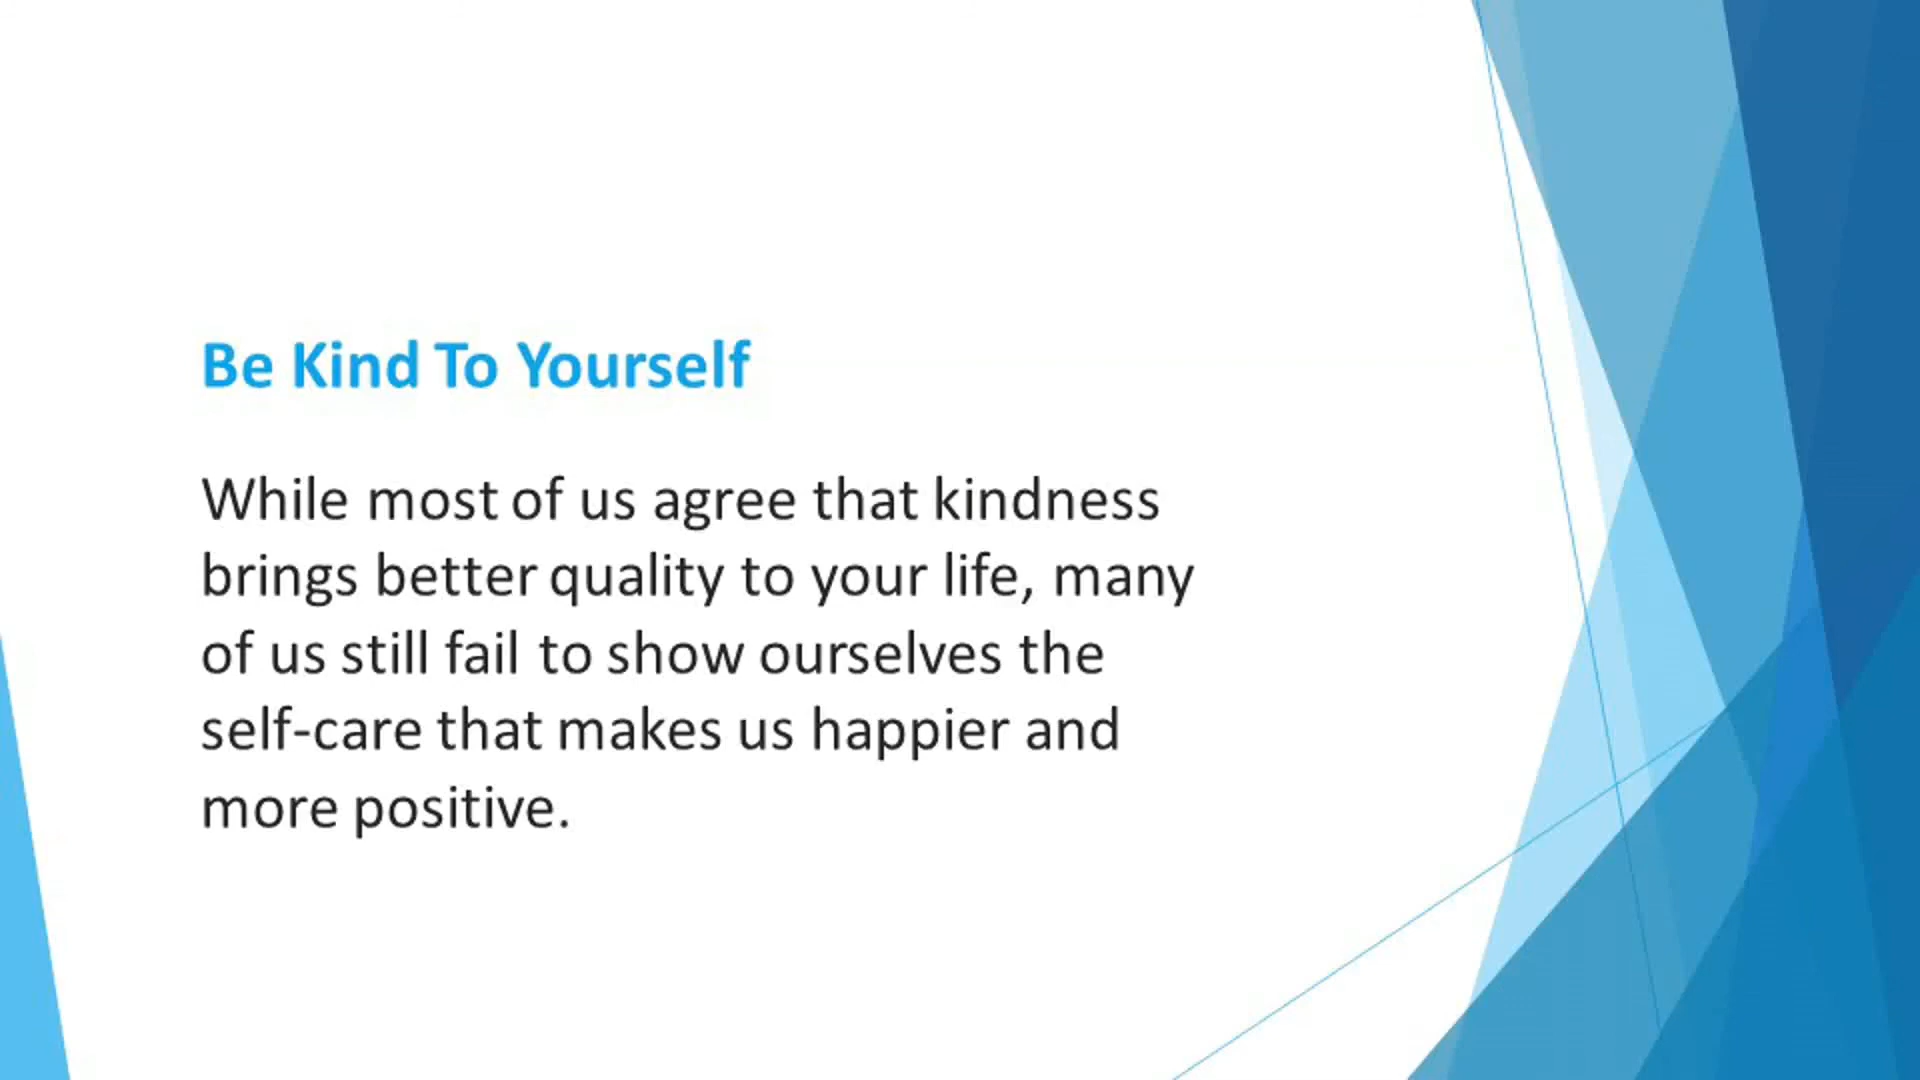 Be Kind To Yourself
While most of us agree that kindness
brings better quality to your life, many
of us still fail to show ourselves the
self-care that makes us happier and
more positive.